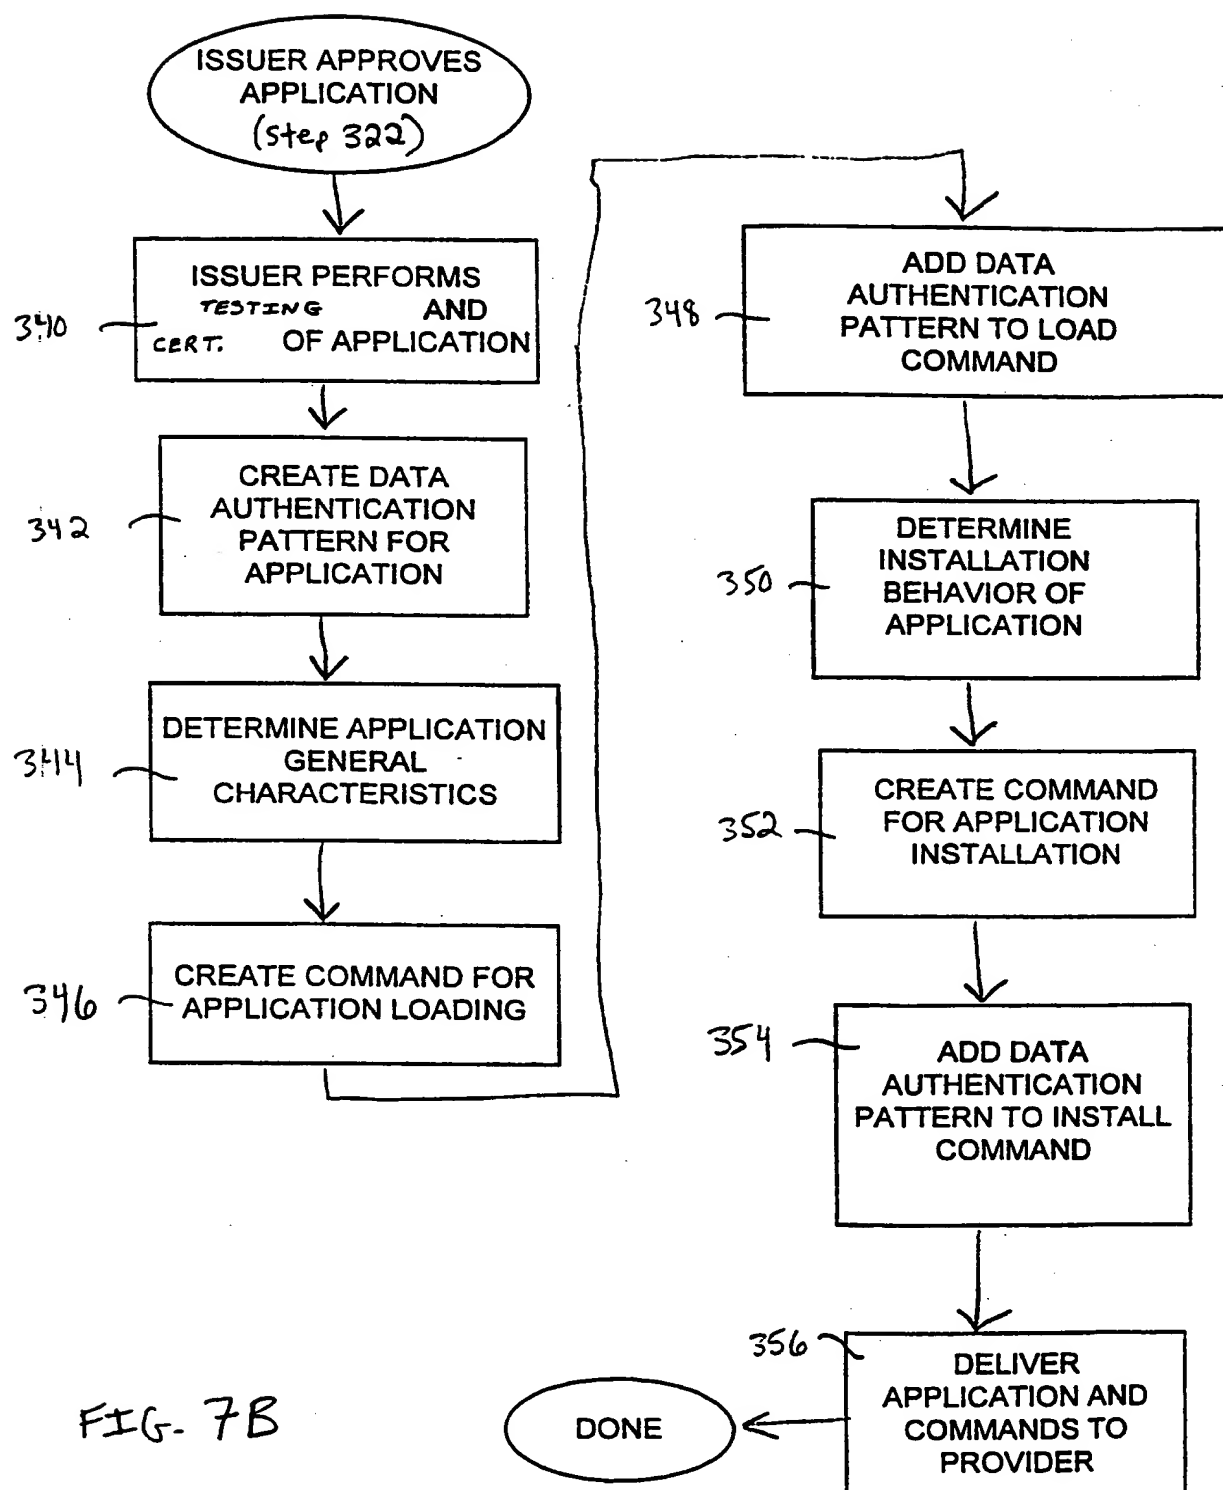 ISSUER APPROVES
APPLICATION
(step 322)
340
ISSUER PERFORMS
TESTING AND
CERT. OF APPLICATION
342
CREATE DATA
AUTHENTICATION
PATTERN FOR
APPLICATION
344
DETERMINE APPLICATION
GENERAL
CHARACTERISTICS
346
CREATE COMMAND FOR
APPLICATION LOADING
348
ADD DATA
AUTHENTICATION
PATTERN TO LOAD
COMMAND
350
DETERMINE
INSTALLATION
BEHAVIOR OF
APPLICATION
352
CREATE COMMAND
FOR APPLICATION
INSTALLATION
354
ADD DATA
AUTHENTICATION
PATTERN TO INSTALL
COMMAND
356
DELIVER
APPLICATION AND
COMMANDS TO
PROVIDER
DONE
FIG. 7B